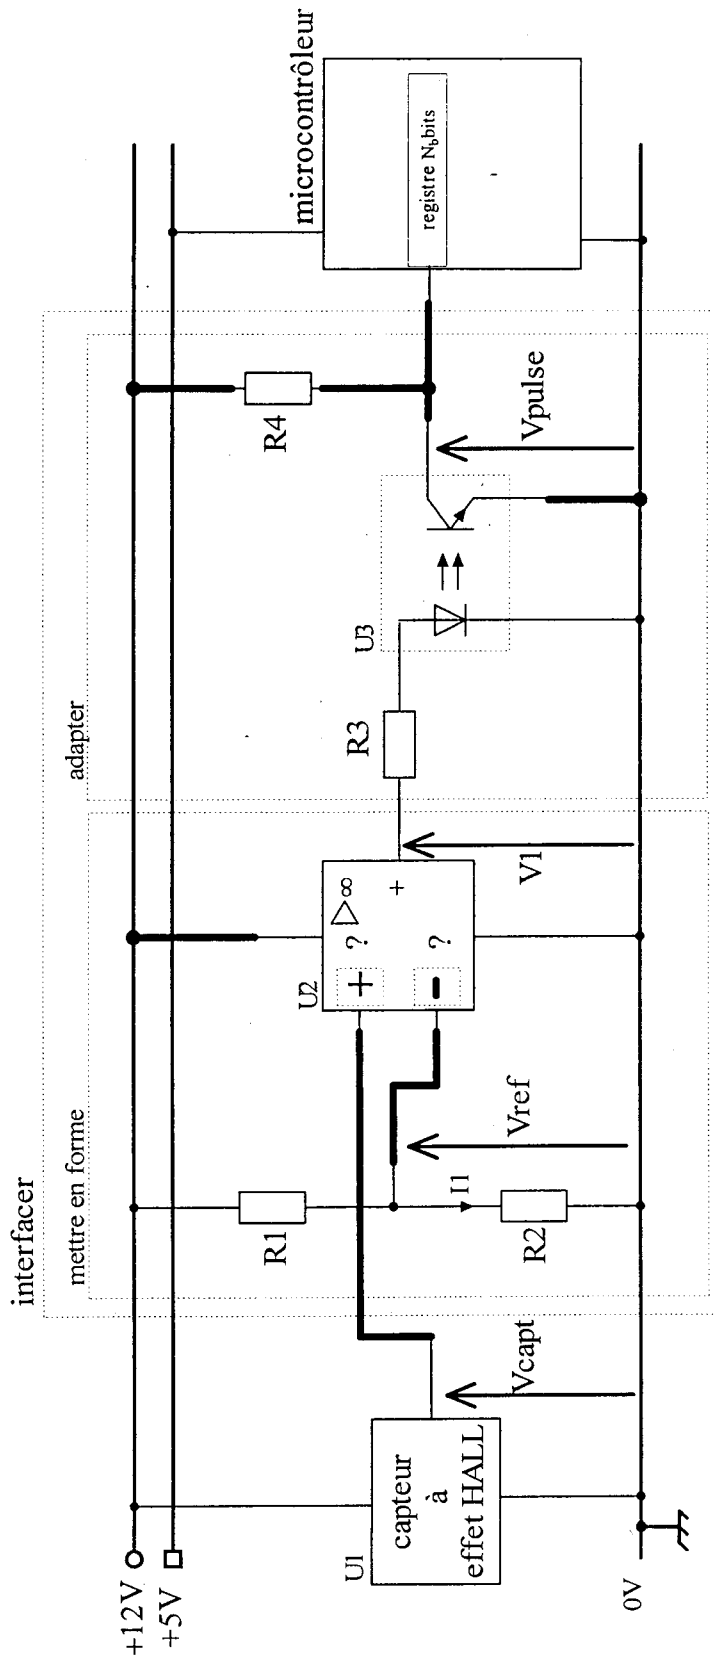 interfacer
mettre en forme
adapter
microcontrôleur
+12V
+5V
0V
U1
capteur
à
effet HALL
Vcapt
R1
I1
R2
Vref
U2
+ ?
- ?
▷∞
+
V1
R3
U3
R4
Vpulse
registre Nbbits